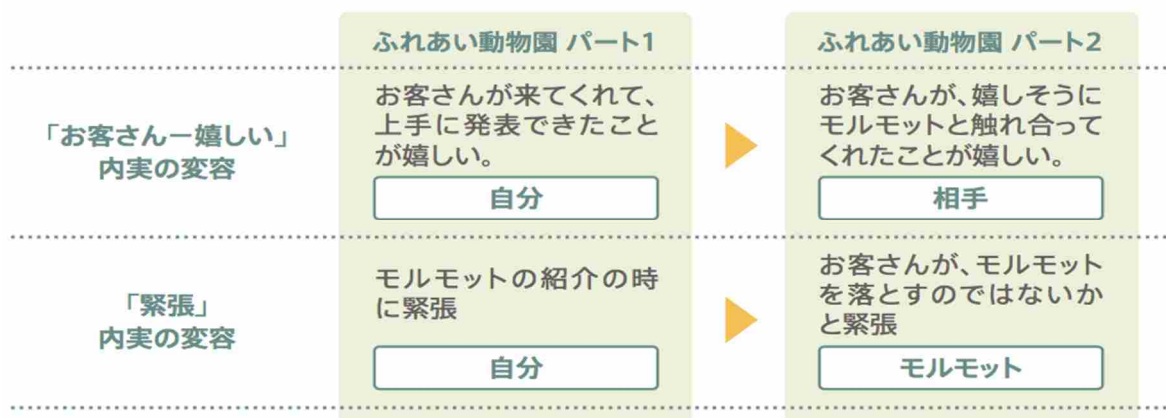 ふれあい動物園 パート1
ふれあい動物園 パート2
「お客さんー嬉しい」
内実の変容
お客さんが来てくれて、
上手に発表できたこと
が嬉しい。
自分
お客さんが、嬉しそうに
モルモットと触れ合って
くれたことが嬉しい。
相手
「緊張」
内実の変容
モルモットの紹介の時
に緊張
自分
お客さんが、モルモット
を落とすのではないか
と緊張
モルモット